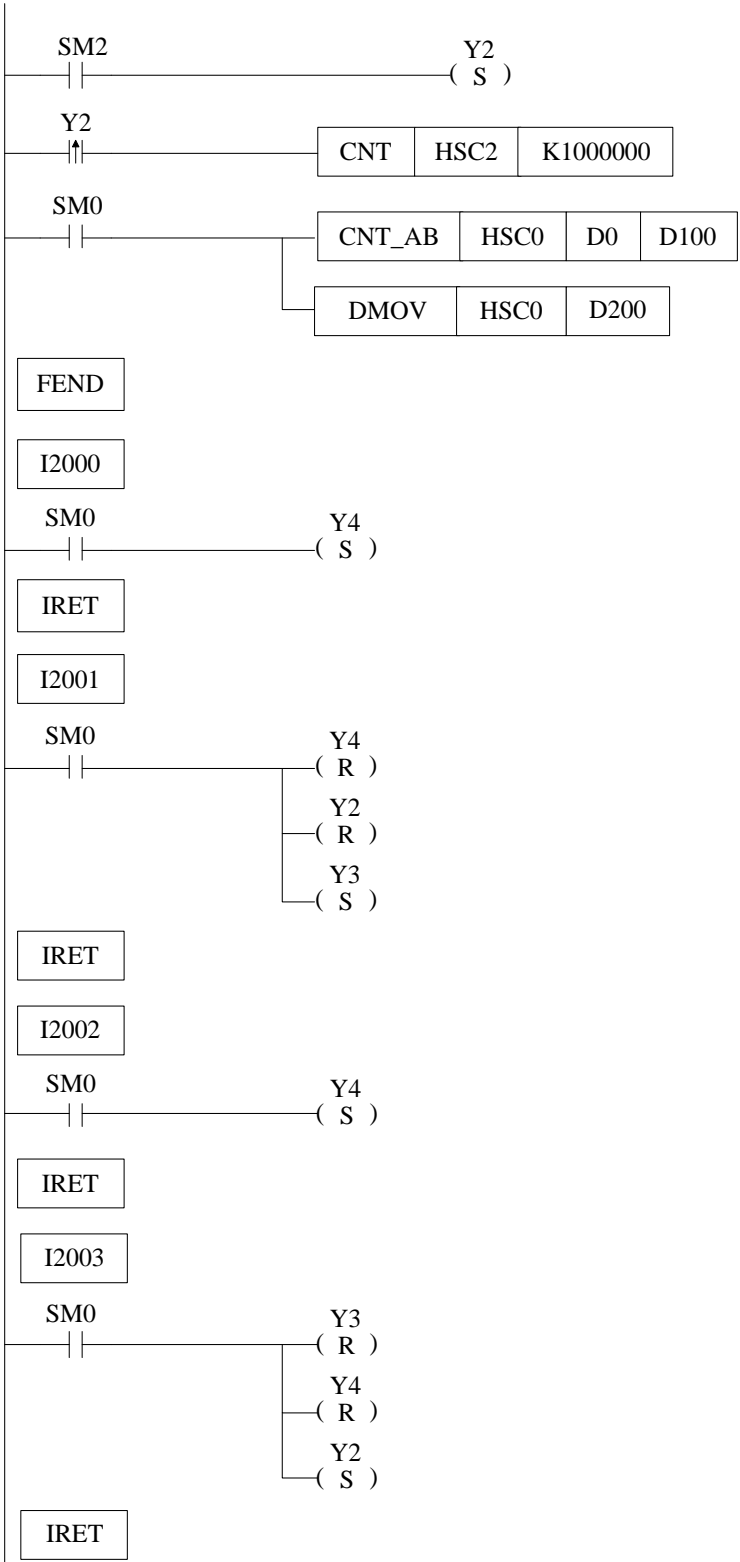 SM2 Y2
( S )
Y2
CNT HSC2 K1000000
SM0
CNT_AB HSC0 D0 D100
DMOV HSC0 D200
FEND
I2000
SM0 Y4
( S )
IRET
I2001
SM0 Y4
( R )
Y2
( R )
Y3
( S )
IRET
I2002
SM0 Y4
( S )
IRET
I2003
SM0 Y3
( R )
Y4
( R )
Y2
( S )
IRET